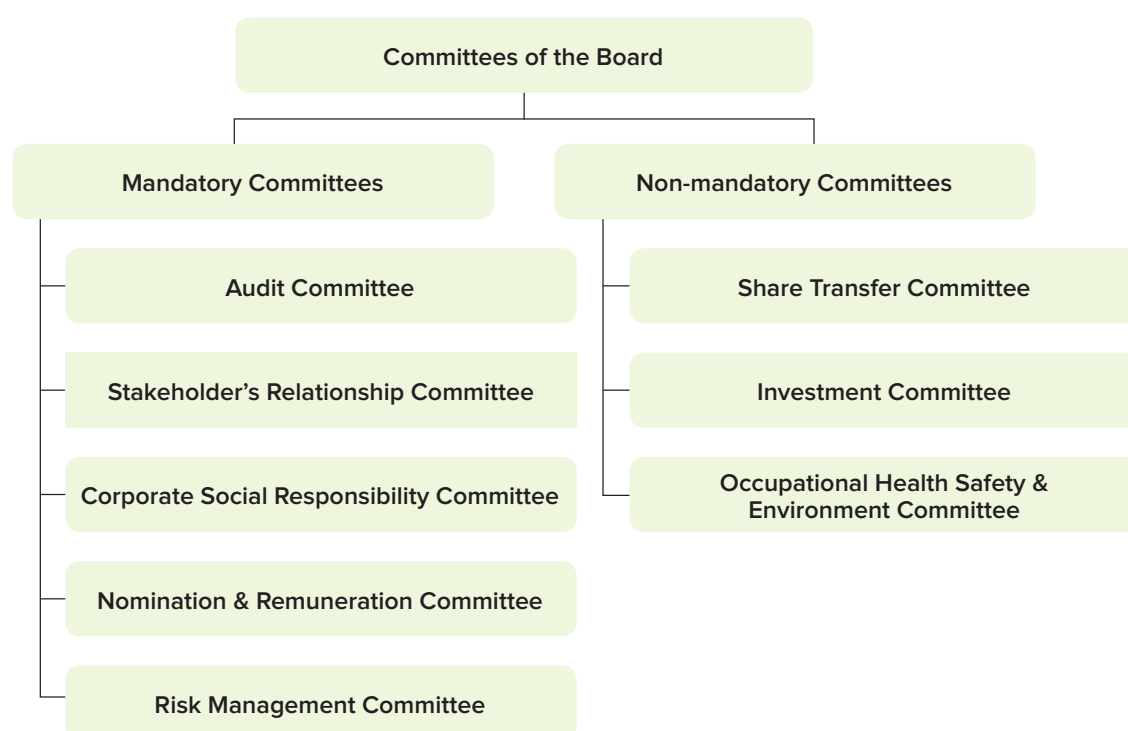 Committees of the Board
Mandatory Committees
Non-mandatory Committees
Audit Committee
Stakeholder’s Relationship Committee
Corporate Social Responsibility Committee
Nomination & Remuneration Committee
Risk Management Committee
Share Transfer Committee
Investment Committee
Occupational Health Safety &
Environment Committee